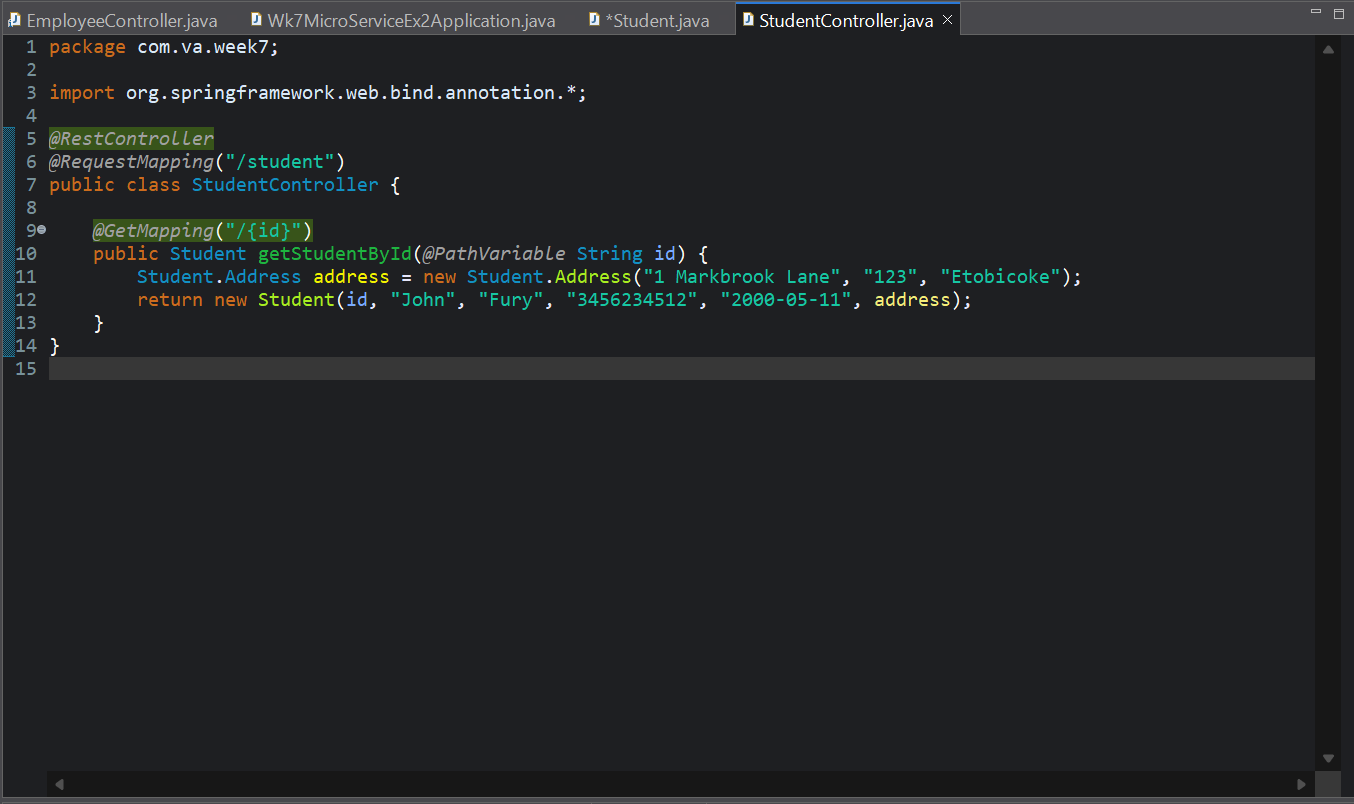 EmployeeController.java Wk7MicroServiceEx2Application.java *Student.java StudentController.java
1 package com.va.week7;
2
3 import org.springframework.web.bind.annotation.*;
4
5 @RestController
6 @RequestMapping("/student")
7 public class StudentController {
8
9 @GetMapping("/{id}")
10 public Student getStudentById(@PathVariable String id) {
11 Student.Address address = new Student.Address("1 Markbrook Lane", "123", "Etobicoke");
12 return new Student(id, "John", "Fury", "3456234512", "2000-05-11", address);
13 }
14 }
15